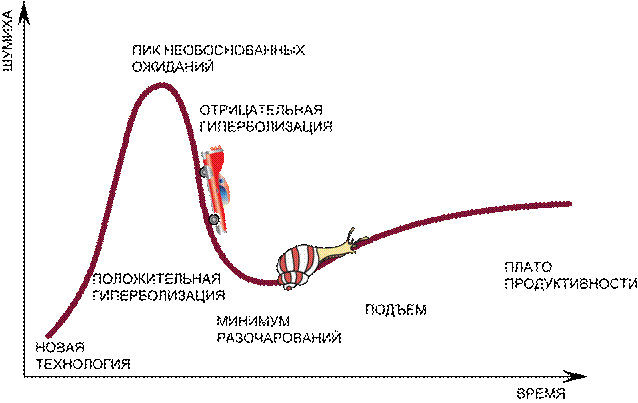 ШУМИХА
ПИК НЕОБОСНОВАННЫХ
ОЖИДАНИЙ
ОТРИЦАТЕЛЬНАЯ
ГИПЕРБОЛИЗАЦИЯ
ПОЛОЖИТЕЛЬНАЯ
ГИПЕРБОЛИЗАЦИЯ
ПЛАТО
ПРОДУКТИВНОСТИ
ПОДЪЕМ
МИНИМУМ
РАЗОЧАРОВАНИЙ
НОВАЯ
ТЕХНОЛОГИЯ
ВРЕМЯ